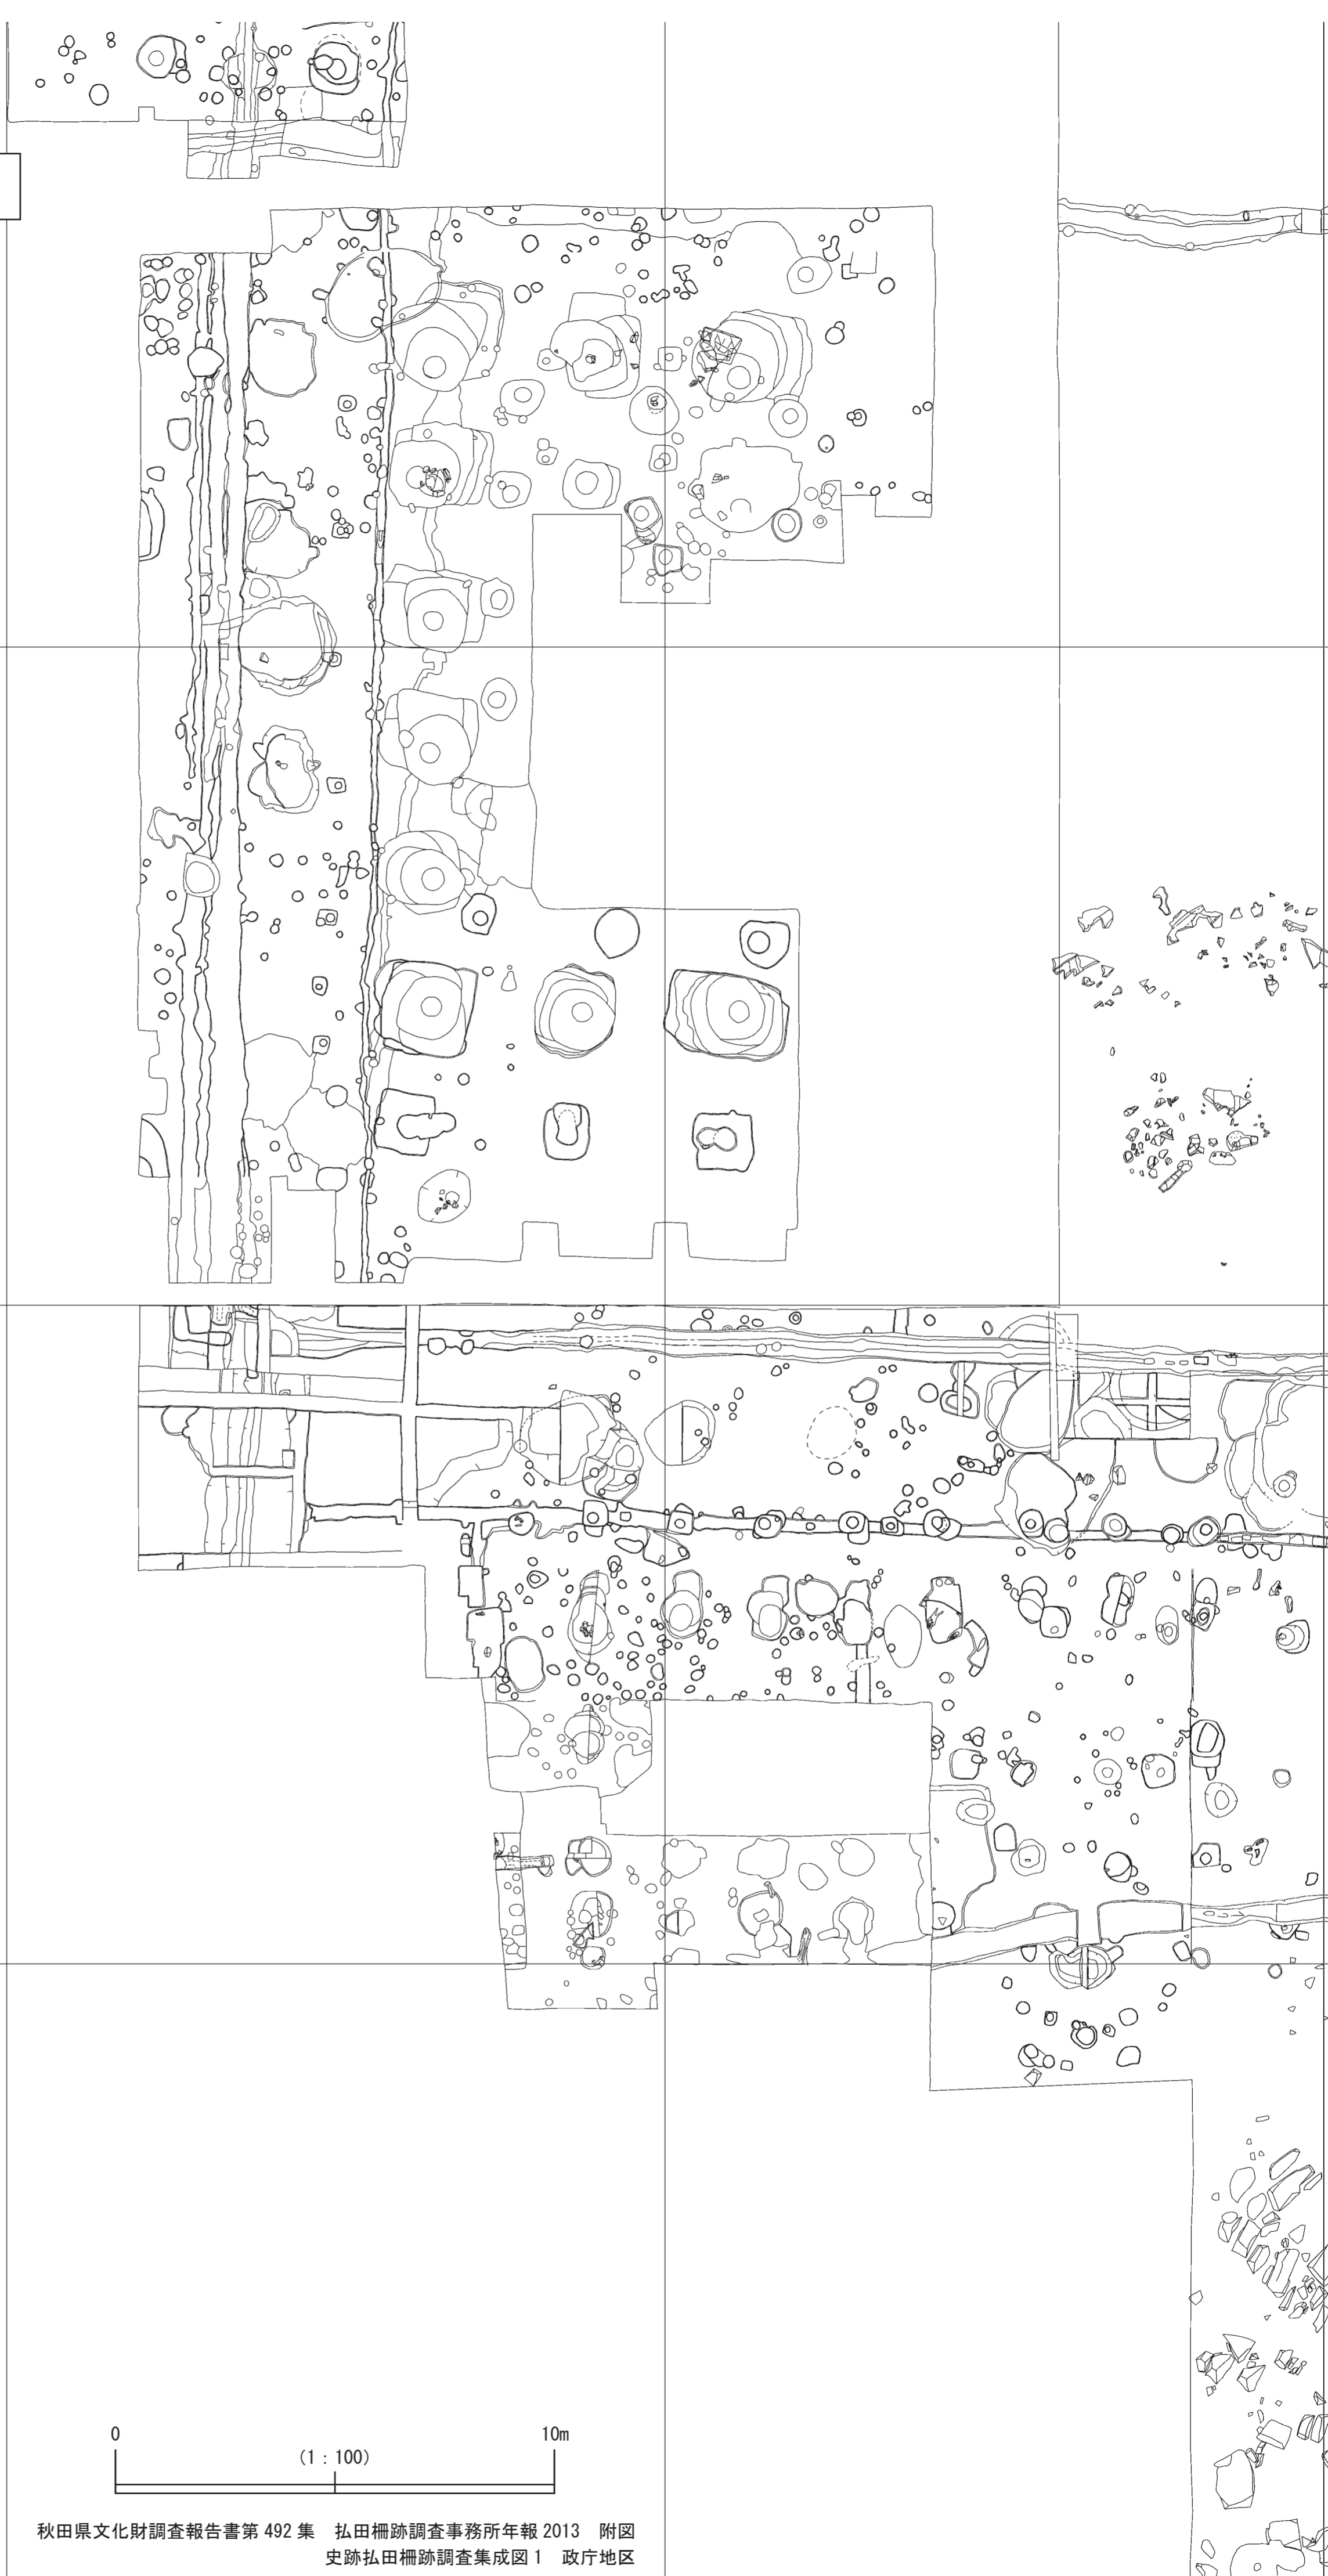 0 10m
(1：100)
秋田県文化財調査報告書第 492 集　払田柵跡調査事務所年報 2013　附図
史跡払田柵跡調査集成図 1　政庁地区